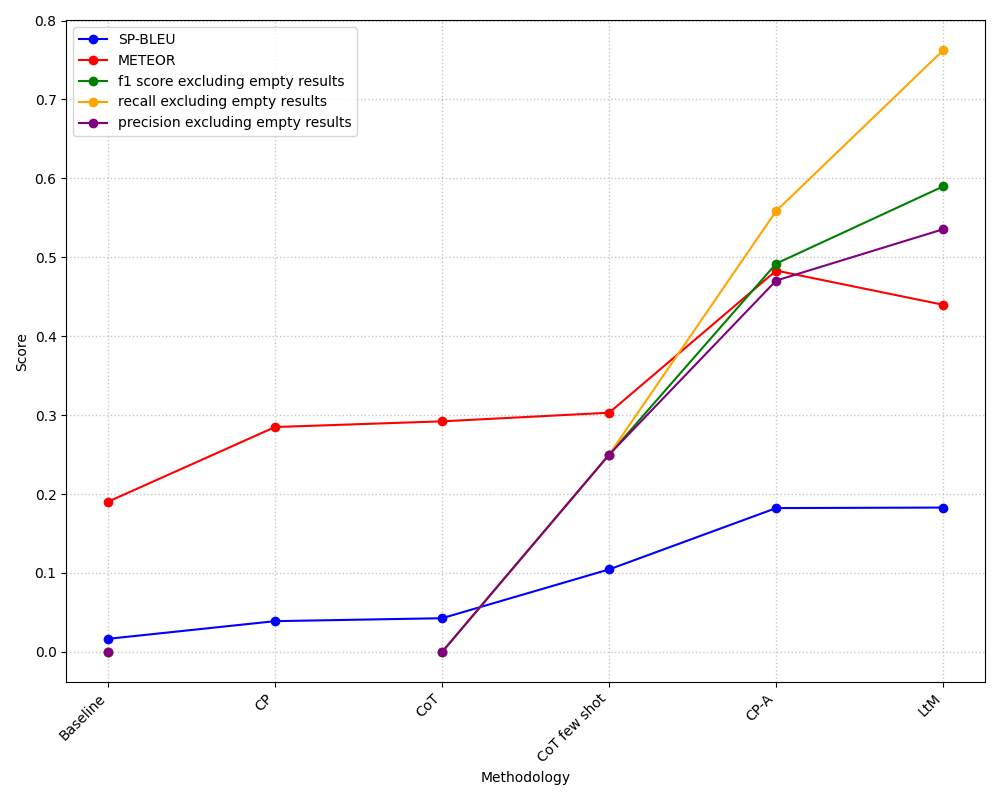 SP-BLEU
METEOR
f1 score excluding empty results
recall excluding empty results
precision excluding empty results
0.8
0.7
0.6
0.5
0.4
0.3
0.2
0.1
0.0
Score
Baseline
CP
CoT
CoT few shot
CP-A
LtM
Methodology